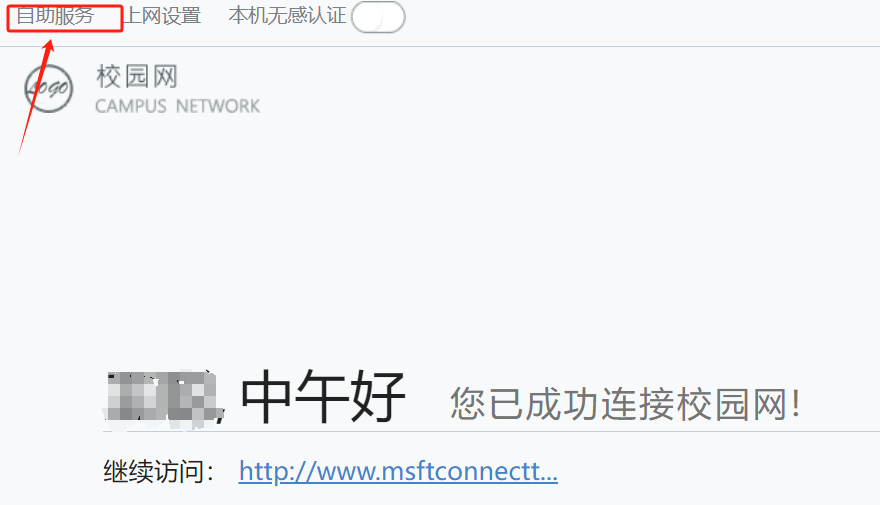 自助服务 上网设置 本机无感认证
LOGO 校园网
CAMPUS NETWORK
, 中午好 您已成功连接校园网!
继续访问： http://www.msftconnectt...